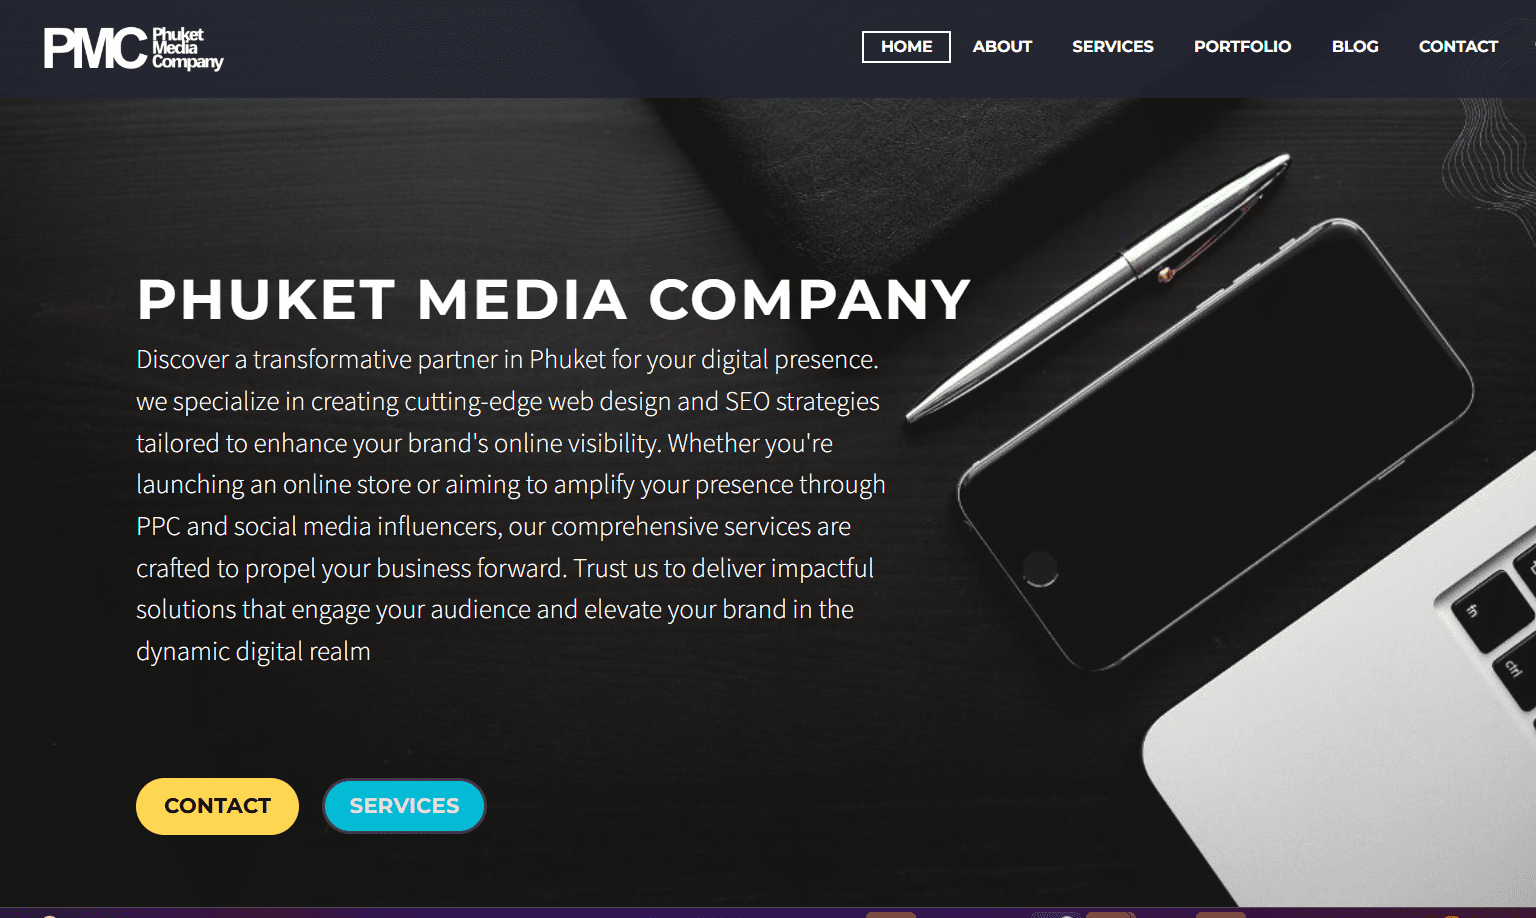 PMC Phuket
Media
Company
HOME ABOUT SERVICES PORTFOLIO BLOG CONTACT
PHUKET MEDIA COMPANY
Discover a transformative partner in Phuket for your digital presence.
we specialize in creating cutting-edge web design and SEO strategies
tailored to enhance your brand's online visibility. Whether you're
launching an online store or aiming to amplify your presence through
PPC and social media influencers, our comprehensive services are
crafted to propel your business forward. Trust us to deliver impactful
solutions that engage your audience and elevate your brand in the
dynamic digital realm
CONTACT SERVICES
fn
ctrl